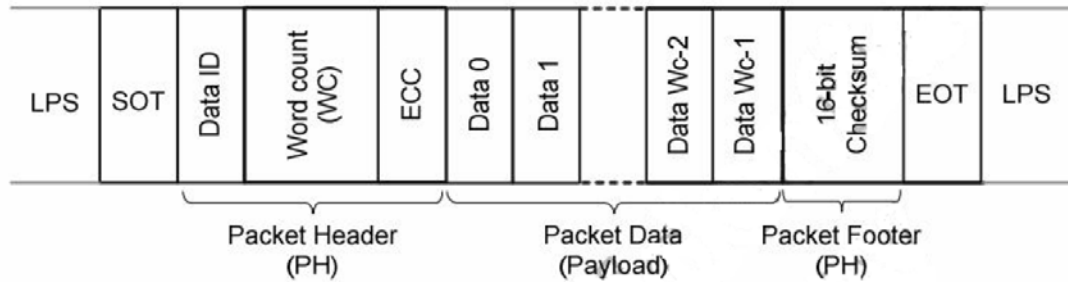 LPS
SOT
Data ID
Word count
(WC)
ECC
Data 0
Data 1
Data Wc-2
Data Wc-1
16-bit
Checksum
EOT
LPS
Packet Header
(PH)
Packet Data
(Payload)
Packet Footer
(PH)